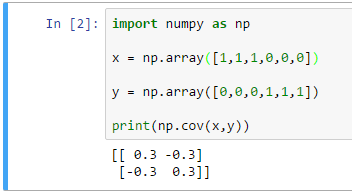 In [2]: import numpy as np
x = np.array([1,1,1,0,0,0])
y = np.array([0,0,0,1,1,1])
print(np.cov(x,y))
[[ 0.3 -0.3]
 [-0.3  0.3]]